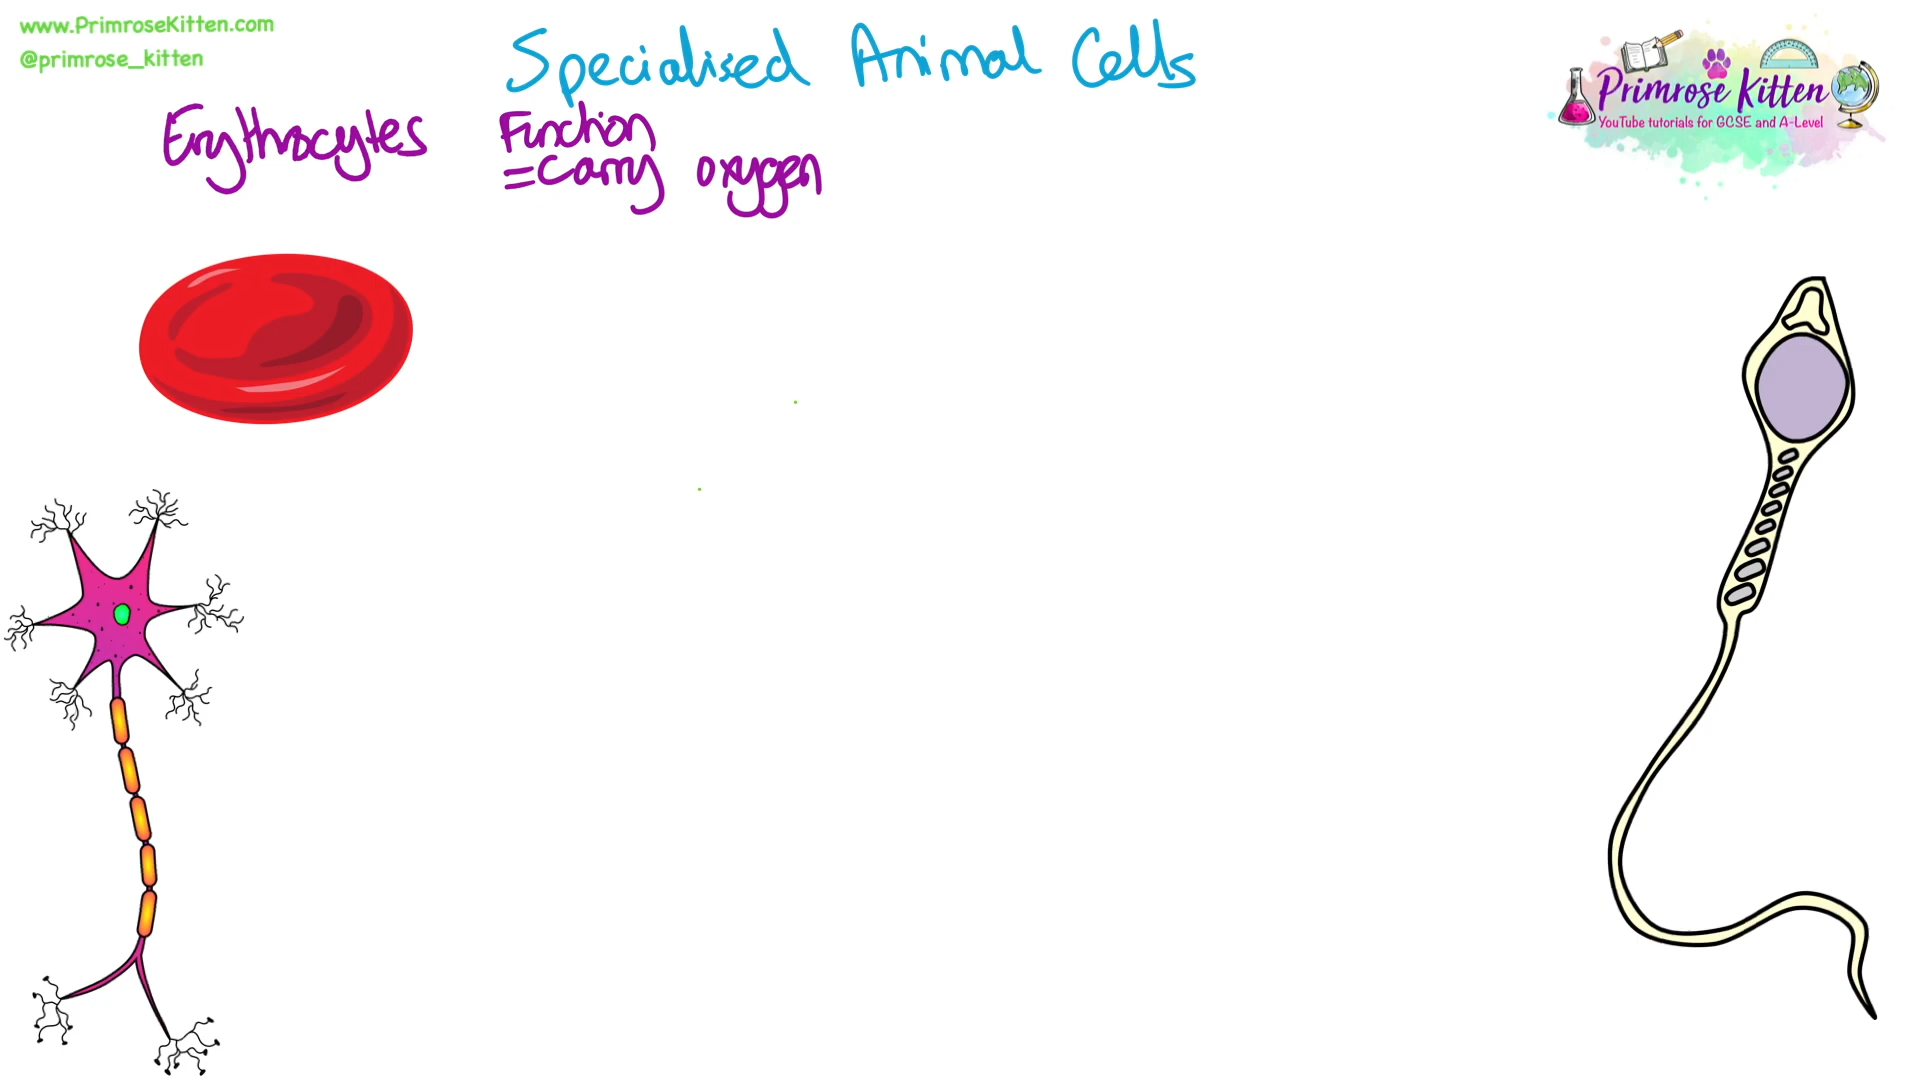 www.PrimroseKitten.com
@primrose_kitten
Specialised Animal Cells
Primrose Kitten
YouTube tutorials for GCSE and A-Level
Erythrocytes
Function
=Carry oxygen